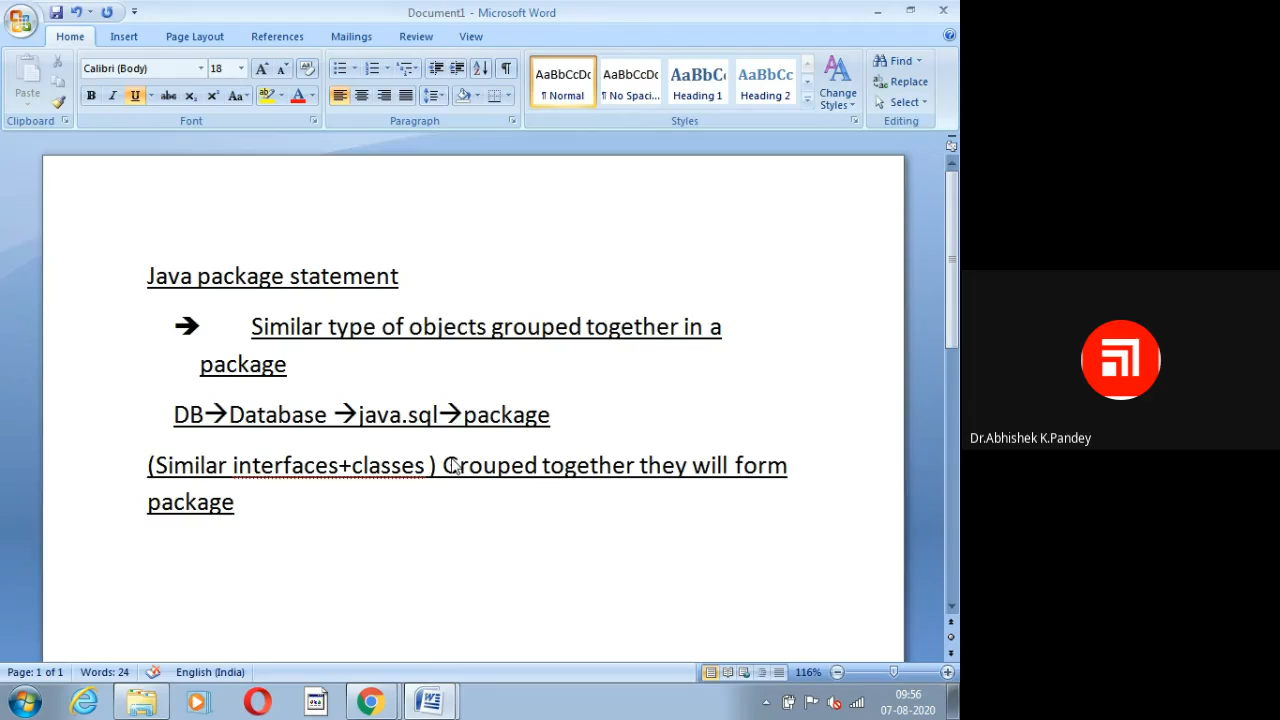 Document1 - Microsoft Word
Home Insert Page Layout References Mailings Review View
Paste
Calibri (Body) 18
AaBbCcDc AaBbCcDc AaBbC AaBbCc
¶ Normal ¶ No Spaci... Heading 1 Heading 2
Change Styles
Find
Replace
Select
Clipboard Font Paragraph Styles Editing
Java package statement
➔ Similar type of objects grouped together in a
package
DB→Database →java.sql→package
(Similar interfaces+classes ) Grouped together they will form
package
Dr.Abhishek K.Pandey
Page: 1 of 1 Words: 24 English (India) 116%
09:56
07-08-2020